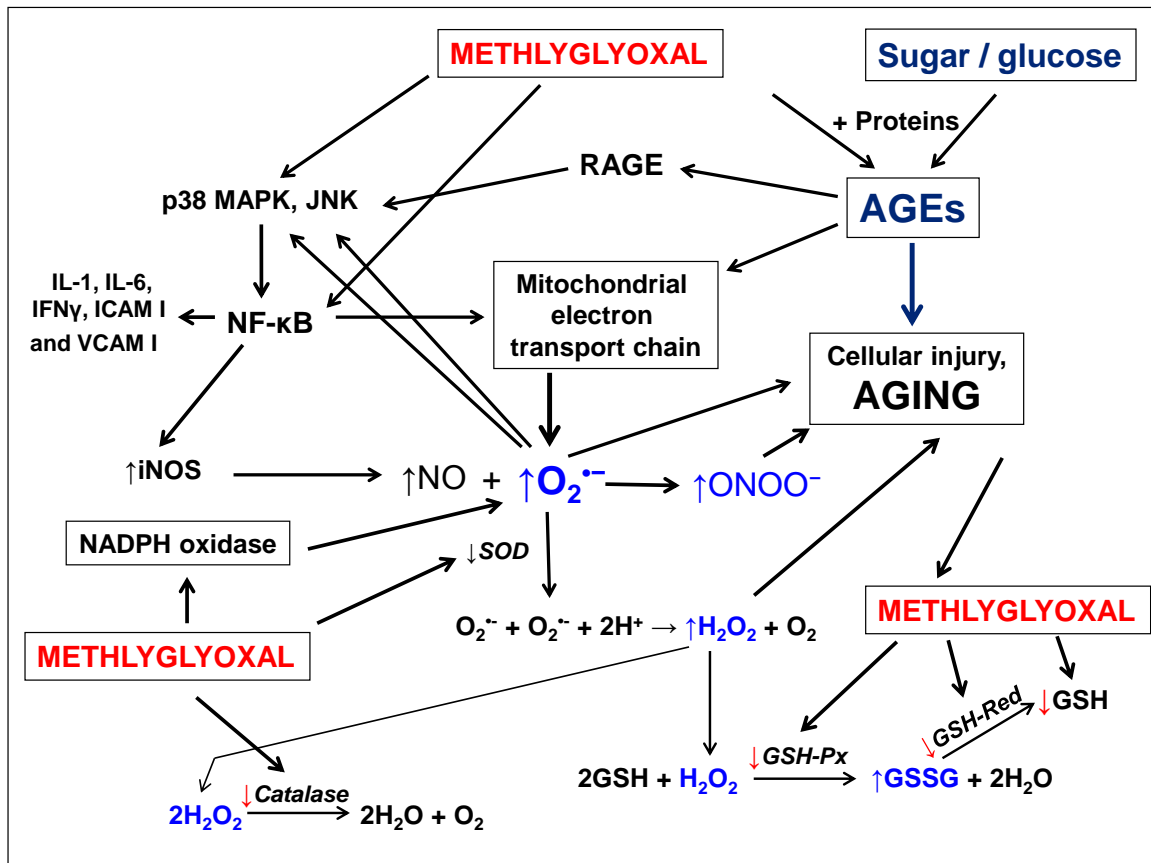 METHLYGLYOXAL
Sugar / glucose
+ Proteins
RAGE
p38 MAPK, JNK
AGEs
IL-1, IL-6,
IFNγ, ICAM I
and VCAM I
NF-κB
Mitochondrial
electron
transport chain
Cellular injury,
AGING
↑iNOS
↑NO + ↑O₂•− 
↑ONOO⁻
NADPH oxidase
↓SOD
METHLYGLYOXAL
O₂•- + O₂•- + 2H⁺ → ↑H₂O₂ + O₂
METHLYGLYOXAL
↓GSH-Px
↓GSH-Red
↓GSH
2GSH + H₂O₂
↑GSSG + 2H₂O
↓Catalase
2H₂O₂
2H₂O + O₂